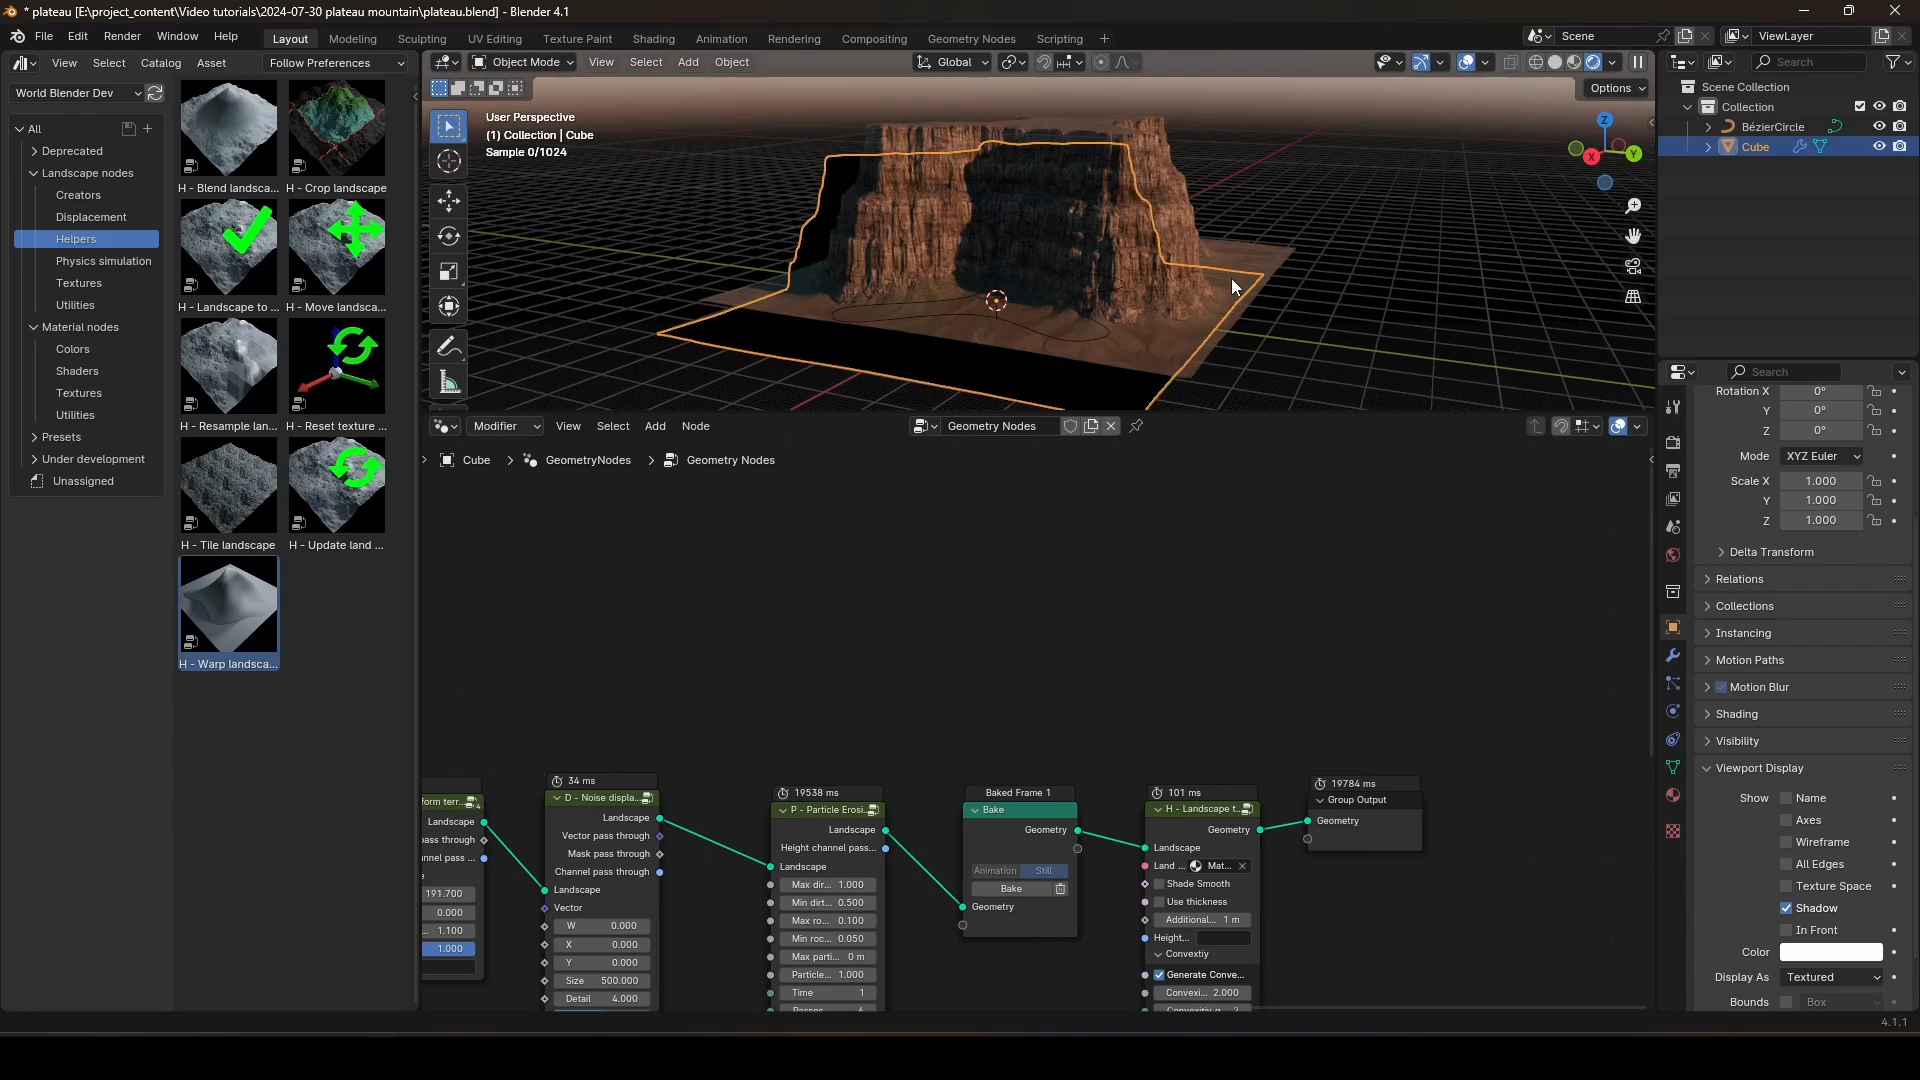 * plateau [E:\project_content\Video tutorials\2024-07-30 plateau mountain\plateau.blend] - Blender 4.1
File Edit Render Window Help
Layout Modeling Sculpting UV Editing Texture Paint Shading Animation Rendering Compositing Geometry Nodes Scripting +
Scene
ViewLayer
View Select Catalog Asset
Follow Preferences
World Blender Dev
All
Deprecated
Landscape nodes
Creators
Displacement
Helpers
Physics simulation
Textures
Utilities
Material nodes
Colors
Shaders
Textures
Utilities
Presets
Under development
Unassigned
H - Blend landsca...
H - Crop landscape
H - Landscape to ...
H - Move landsca...
H - Resample lan...
H - Reset texture ...
H - Tile landscape
H - Update land ...
H - Warp landsca...
Object Mode
View Select Add Object
Global
Options
User Perspective
(1) Collection | Cube
Sample 0/1024
Z
X
Y
Modifier
View Select Add Node
Geometry Nodes
Cube
GeometryNodes
Geometry Nodes
form terr...
Landscape
pass through
annel pass ...
191.700
0.000
1.100
1.000
34 ms
D - Noise displa...
Landscape
Vector pass through
Mask pass through
Channel pass through
Landscape
Vector
W 0.000
X 0.000
Y 0.000
Size 500.000
Detail 4.000
19538 ms
P - Particle Erosi...
Landscape
Height channel pass...
Landscape
Max dir... 1.000
Min dirt... 0.500
Max ro... 0.100
Min roc... 0.050
Max parti... 0 m
Particle... 1.000
Time 1
Passes 4
Baked Frame 1
Bake
Geometry
Animation Still
Bake
Geometry
101 ms
H - Landscape t...
Geometry
Landscape
Land ... Mat...
Shade Smooth
Use thickness
Additional... 1 m
Height...
Convextiy
Generate Conve...
Convexi... 2.000
19784 ms
Group Output
Geometry
Search
Scene Collection
Collection
BézierCircle
Cube
Search
Rotation X 0°
Y 0°
Z 0°
Mode XYZ Euler
Scale X 1.000
Y 1.000
Z 1.000
Delta Transform
Relations
Collections
Instancing
Motion Paths
Motion Blur
Shading
Visibility
Viewport Display
Show Name
Axes
Wireframe
All Edges
Texture Space
Shadow
In Front
Color
Display As Textured
Bounds Box
4.1.1